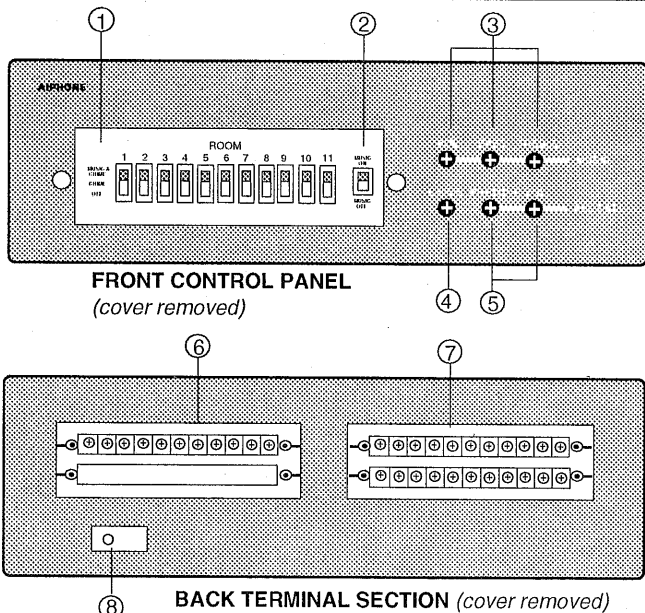 ① ② ③
AIPHONE
ROOM
1 2 3 4 5 6 7 8 9 10 11
MUSIC &
CHIME
CHIME
OFF
MUSIC
ON
MUSIC
OFF
FRONT CONTROL PANEL
(cover removed)
④ ⑤
⑥ ⑦
⑧
BACK TERMINAL SECTION (cover removed)